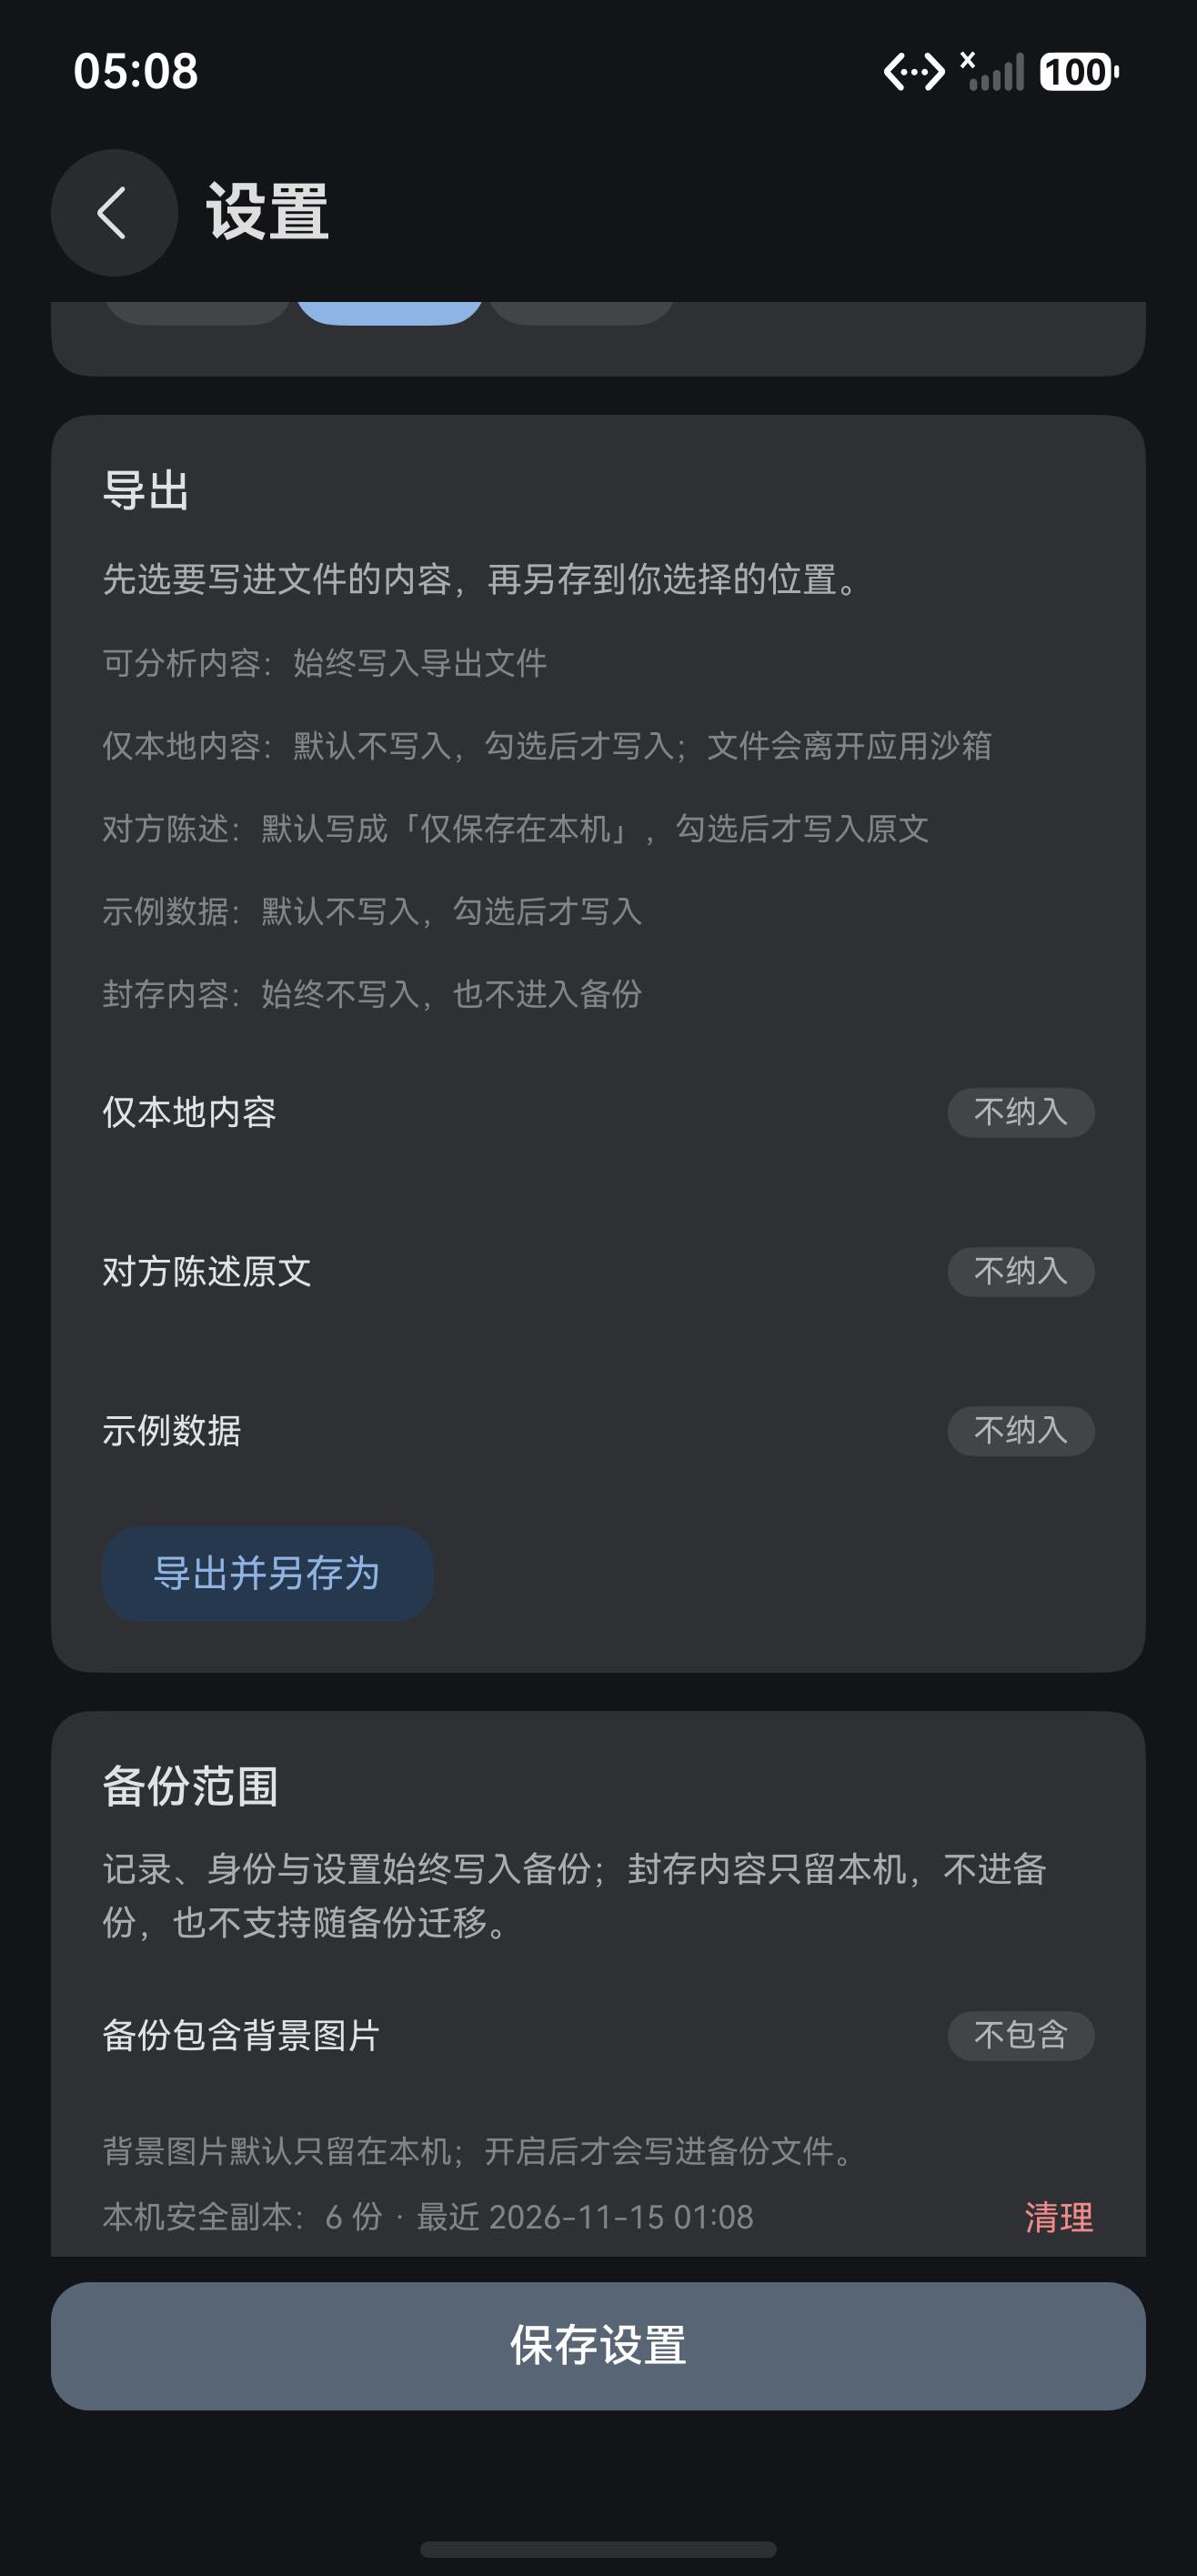 05:08
100
设置
导出
先选要写进文件的内容，再另存到你选择的位置。
可分析内容：始终写入导出文件
仅本地内容：默认不写入，勾选后才写入；文件会离开应用沙箱
对方陈述：默认写成「仅保存在本机」，勾选后才写入原文
示例数据：默认不写入，勾选后才写入
封存内容：始终不写入，也不进入备份
仅本地内容 不纳入
对方陈述原文 不纳入
示例数据 不纳入
导出并另存为
备份范围
记录、身份与设置始终写入备份；封存内容只留本机，不进备
份，也不支持随备份迁移。
备份包含背景图片 不包含
背景图片默认只留在本机；开启后才会写进备份文件。
本机安全副本：6 份 · 最近 2026-11-15 01:08 清理
保存设置